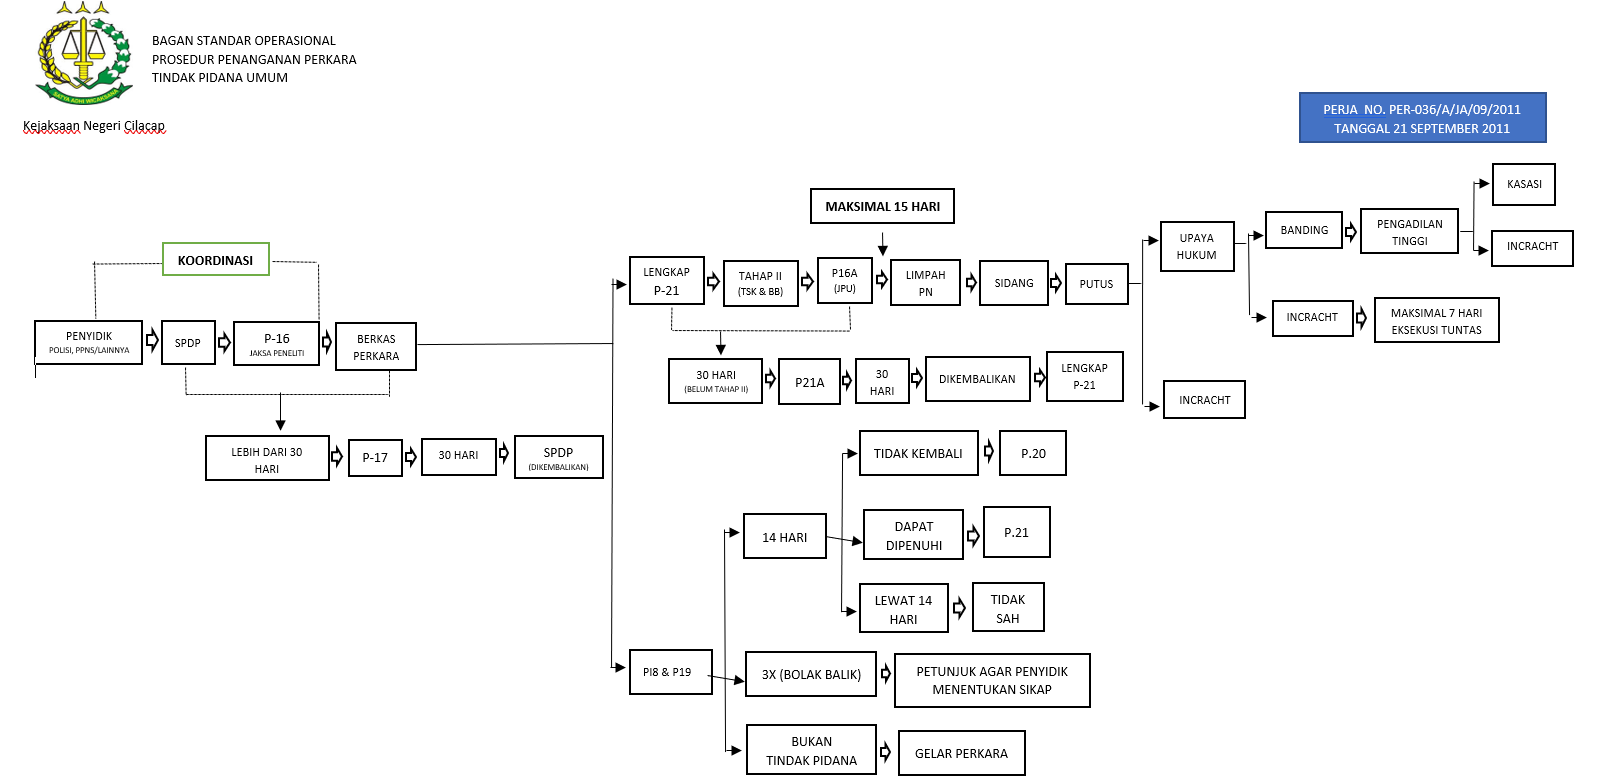 BAGAN STANDAR OPERASIONAL
PROSEDUR PENANGANAN PERKARA
TINDAK PIDANA UMUM
SATYA ADHI WICAKSANA
Kejaksaan Negeri Cilacap
PERJA NO. PER-036/A/JA/09/2011
TANGGAL 21 SEPTEMBER 2011
KOORDINASI
PENYIDIK
POLISI, PPNS/LAINNYA
SPDP
P-16
JAKSA PENELITI
BERKAS
PERKARA
LEBIH DARI 30
HARI
P-17
30 HARI
SPDP
(DIKEMBALIKAN)
MAKSIMAL 15 HARI
LENGKAP
P-21
TAHAP II
(TSK & BB)
P16A
(JPU)
LIMPAH
PN
SIDANG
PUTUS
30 HARI
(BELUM TAHAP II)
P21A
30
HARI
DIKEMBALIKAN
LENGKAP
P-21
UPAYA
HUKUM
BANDING
PENGADILAN
TINGGI
KASASI
INCRACHT
INCRACHT
MAKSIMAL 7 HARI
EKSEKUSI TUNTAS
INCRACHT
PI8 & P19
14 HARI
TIDAK KEMBALI
P.20
DAPAT
DIPENUHI
P.21
LEWAT 14
HARI
TIDAK
SAH
3X (BOLAK BALIK)
PETUNJUK AGAR PENYIDIK
MENENTUKAN SIKAP
BUKAN
TINDAK PIDANA
GELAR PERKARA